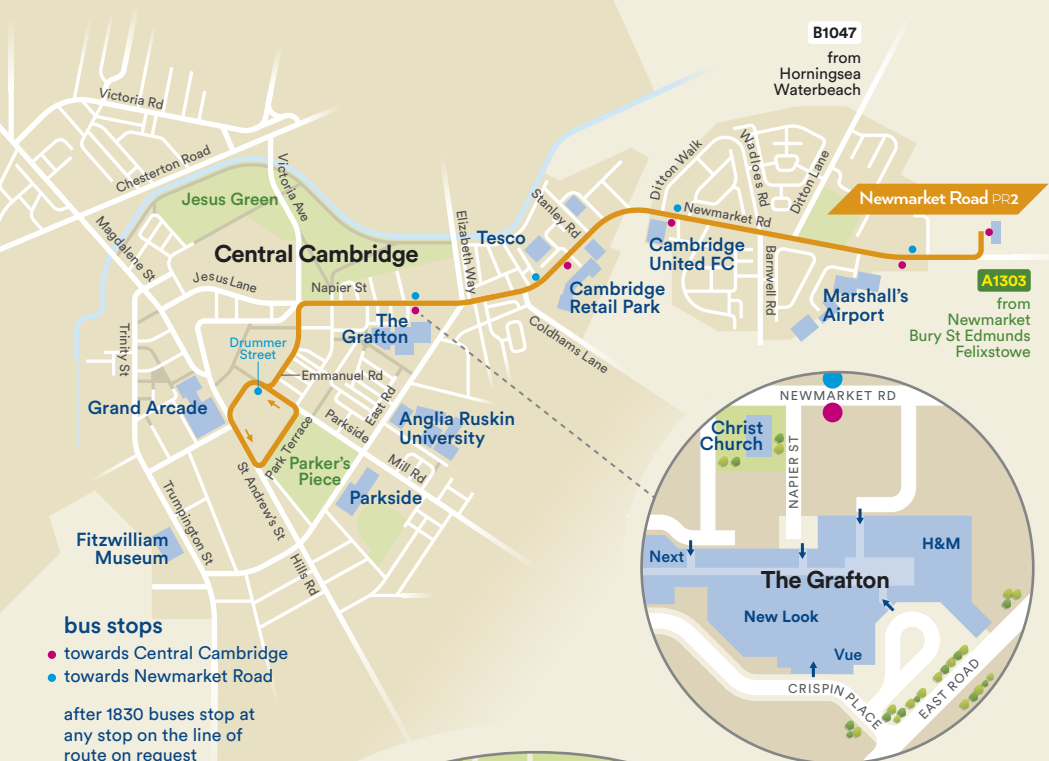 B1047
from
Horningsea
Waterbeach
Victoria Rd
Chesterton Road
Victoria Ave
Jesus Green
Magdalene St
Central Cambridge
Jesus Lane
Napier St
Elizabeth Way
Tesco
Stanley Rd
Ditton Walk
Wadloes Rd
Ditton Lane
Newmarket Rd
Newmarket Road PR2
Cambridge
United FC
Barnwell Rd
Cambridge
Retail Park
Marshall's
Airport
A1303
from
Newmarket
Bury St Edmunds
Felixstowe
Coldhams Lane
The
Grafton
Trinity St
Drummer
Street
Emmanuel Rd
Grand Arcade
East Rd
Parkside
Anglia Ruskin
University
Park Terrace
Parker's
Piece
Mill Rd
Parkside
St Andrew's St
Trumpington St
Fitzwilliam
Museum
Hills Rd
NEWMARKET RD
Christ
Church
NAPIER ST
Next
H&M
The Grafton
New Look
Vue
CRISPIN PLACE
EAST ROAD
bus stops
towards Central Cambridge
towards Newmarket Road
after 1830 buses stop at
any stop on the line of
route on request